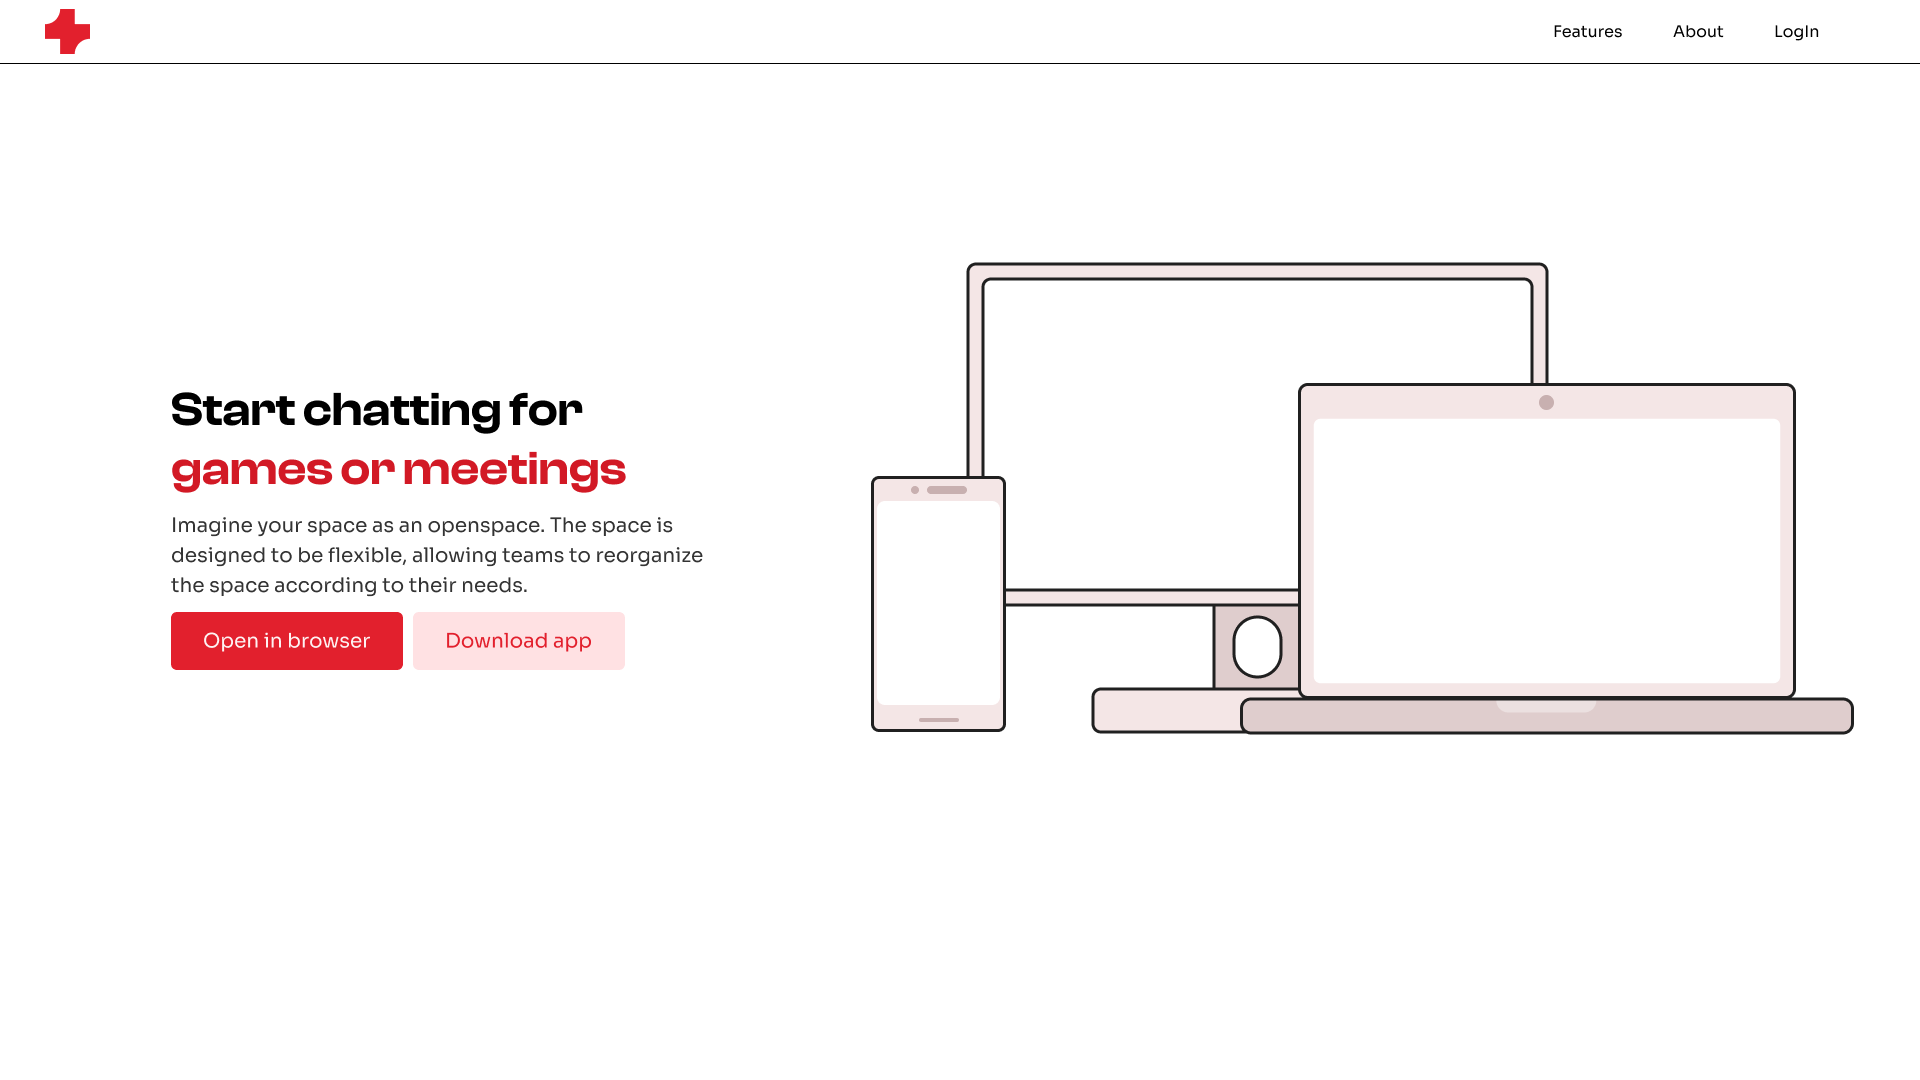 Features
About
LogIn
Start chatting for
games or meetings
Imagine your space as an openspace. The space is
designed to be flexible, allowing teams to reorganize
the space according to their needs.
Open in browser
Download app